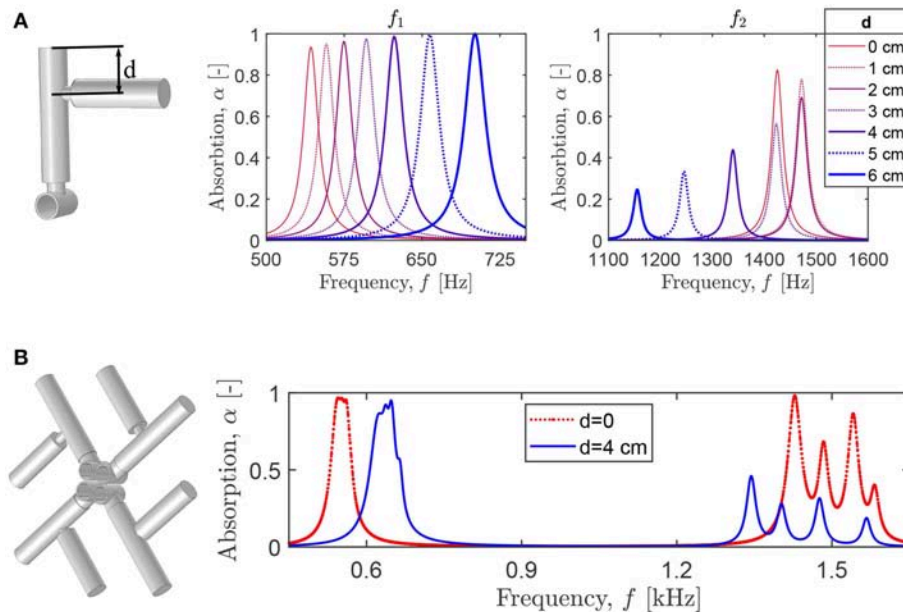 A
d
f₁
Absorbtion, α [-]
1
0.8
0.6
0.4
0.2
0
500 575 650 725
Frequency, f [Hz]
f₂
Absorbtion, α [-]
1
0.8
0.6
0.4
0.2
0
1100 1200 1300 1400 1500 1600
Frequency, f [Hz]
d
0 cm
1 cm
2 cm
3 cm
4 cm
5 cm
6 cm
B
Absorption, α [-]
1
0.5
0
0.6 0.9 1.2 1.5
Frequency, f [kHz]
d=0
d=4 cm